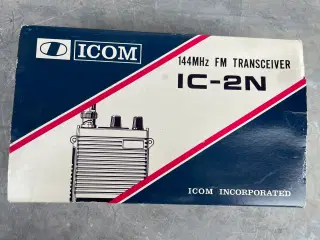 ICOM
144MHz FM TRANSCEIVER
IC-2N
ICOM INCORPORATED